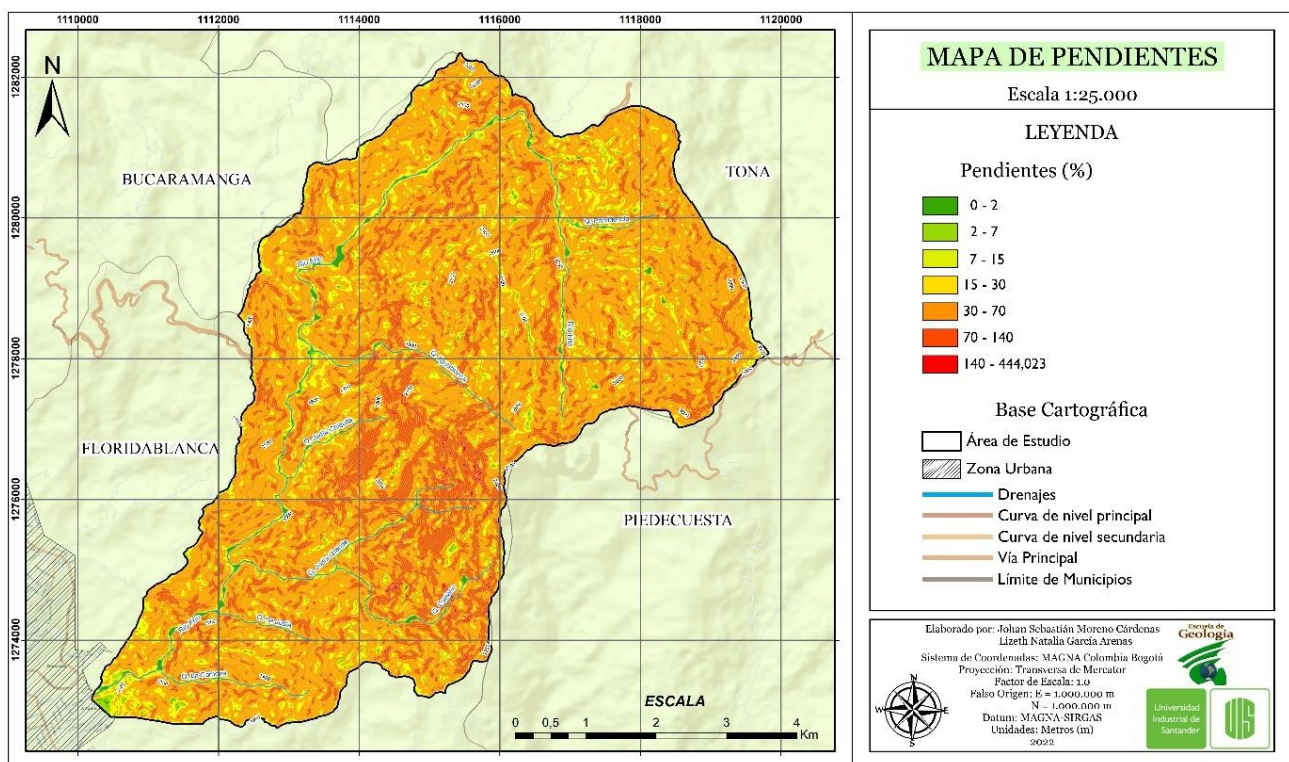 1110000
1112000
1114000
1116000
1118000
1120000
1282000
1280000
1278000
1276000
1274000
N
BUCARAMANGA
TONA
FLORIDABLANCA
PIEDECUESTA
Río Frío
Río Frío
ESCALA
0 0,5 1 2 3 4
Km
MAPA DE PENDIENTES
Escala 1:25.000
LEYENDA
Pendientes (%)
0 - 2
2 - 7
7 - 15
15 - 30
30 - 70
70 - 140
140 - 444,023
Base Cartográfica
Área de Estudio
Zona Urbana
Drenajes
Curva de nivel principal
Curva de nivel secundaria
Vía Principal
Límite de Municipios
Elaborado por: Johan Sebastián Moreno Cárdenas
Lizeth Natalia García Arenas
Sistema de Coordenadas: MAGNA Colombia Bogotá
Proyección: Transversa de Mercator
Factor de Escala: 1.0
Falso Origen: E = 1.000.000 m
N = 1.000.000 m
Datum: MAGNA-SIRGAS
Unidades: Metros (m)
2022
N
W
E
S
Escuela de
Geología
Universidad
Industrial de
Santander
UIS